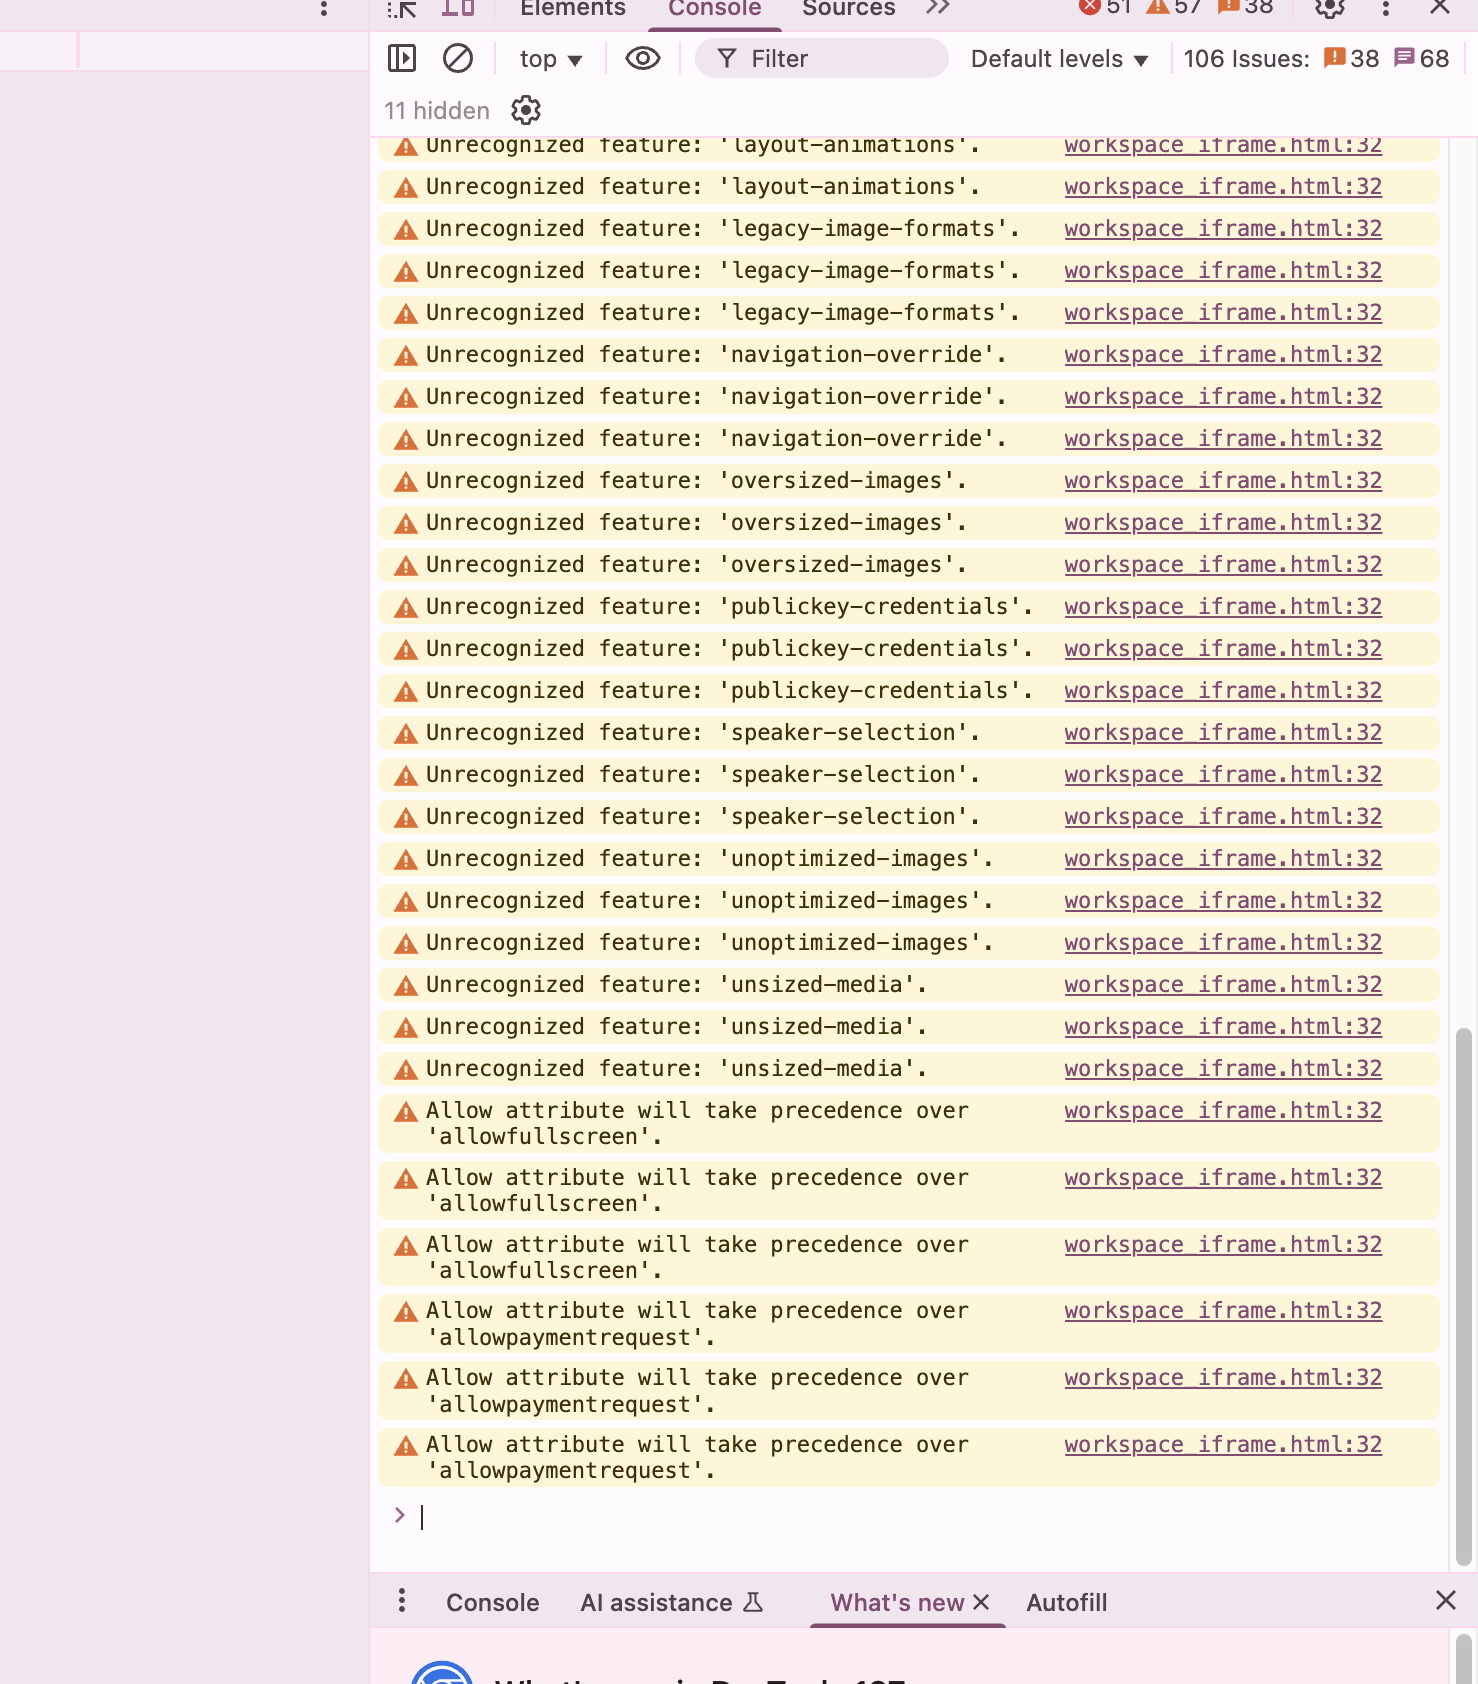 Elements Console Sources 51 57 38
top Filter Default levels 106 Issues: 38 68
11 hidden
Unrecognized feature: 'layout-animations'. workspace_iframe.html:32
Unrecognized feature: 'layout-animations'. workspace_iframe.html:32
Unrecognized feature: 'legacy-image-formats'. workspace_iframe.html:32
Unrecognized feature: 'legacy-image-formats'. workspace_iframe.html:32
Unrecognized feature: 'legacy-image-formats'. workspace_iframe.html:32
Unrecognized feature: 'navigation-override'. workspace_iframe.html:32
Unrecognized feature: 'navigation-override'. workspace_iframe.html:32
Unrecognized feature: 'navigation-override'. workspace_iframe.html:32
Unrecognized feature: 'oversized-images'. workspace_iframe.html:32
Unrecognized feature: 'oversized-images'. workspace_iframe.html:32
Unrecognized feature: 'oversized-images'. workspace_iframe.html:32
Unrecognized feature: 'publickey-credentials'. workspace_iframe.html:32
Unrecognized feature: 'publickey-credentials'. workspace_iframe.html:32
Unrecognized feature: 'publickey-credentials'. workspace_iframe.html:32
Unrecognized feature: 'speaker-selection'. workspace_iframe.html:32
Unrecognized feature: 'speaker-selection'. workspace_iframe.html:32
Unrecognized feature: 'speaker-selection'. workspace_iframe.html:32
Unrecognized feature: 'unoptimized-images'. workspace_iframe.html:32
Unrecognized feature: 'unoptimized-images'. workspace_iframe.html:32
Unrecognized feature: 'unoptimized-images'. workspace_iframe.html:32
Unrecognized feature: 'unsized-media'. workspace_iframe.html:32
Unrecognized feature: 'unsized-media'. workspace_iframe.html:32
Unrecognized feature: 'unsized-media'. workspace_iframe.html:32
Allow attribute will take precedence over workspace_iframe.html:32
'allowfullscreen'.
Allow attribute will take precedence over workspace_iframe.html:32
'allowfullscreen'.
Allow attribute will take precedence over workspace_iframe.html:32
'allowfullscreen'.
Allow attribute will take precedence over workspace_iframe.html:32
'allowpaymentrequest'.
Allow attribute will take precedence over workspace_iframe.html:32
'allowpaymentrequest'.
Allow attribute will take precedence over workspace_iframe.html:32
'allowpaymentrequest'.
Console AI assistance What's new Autofill